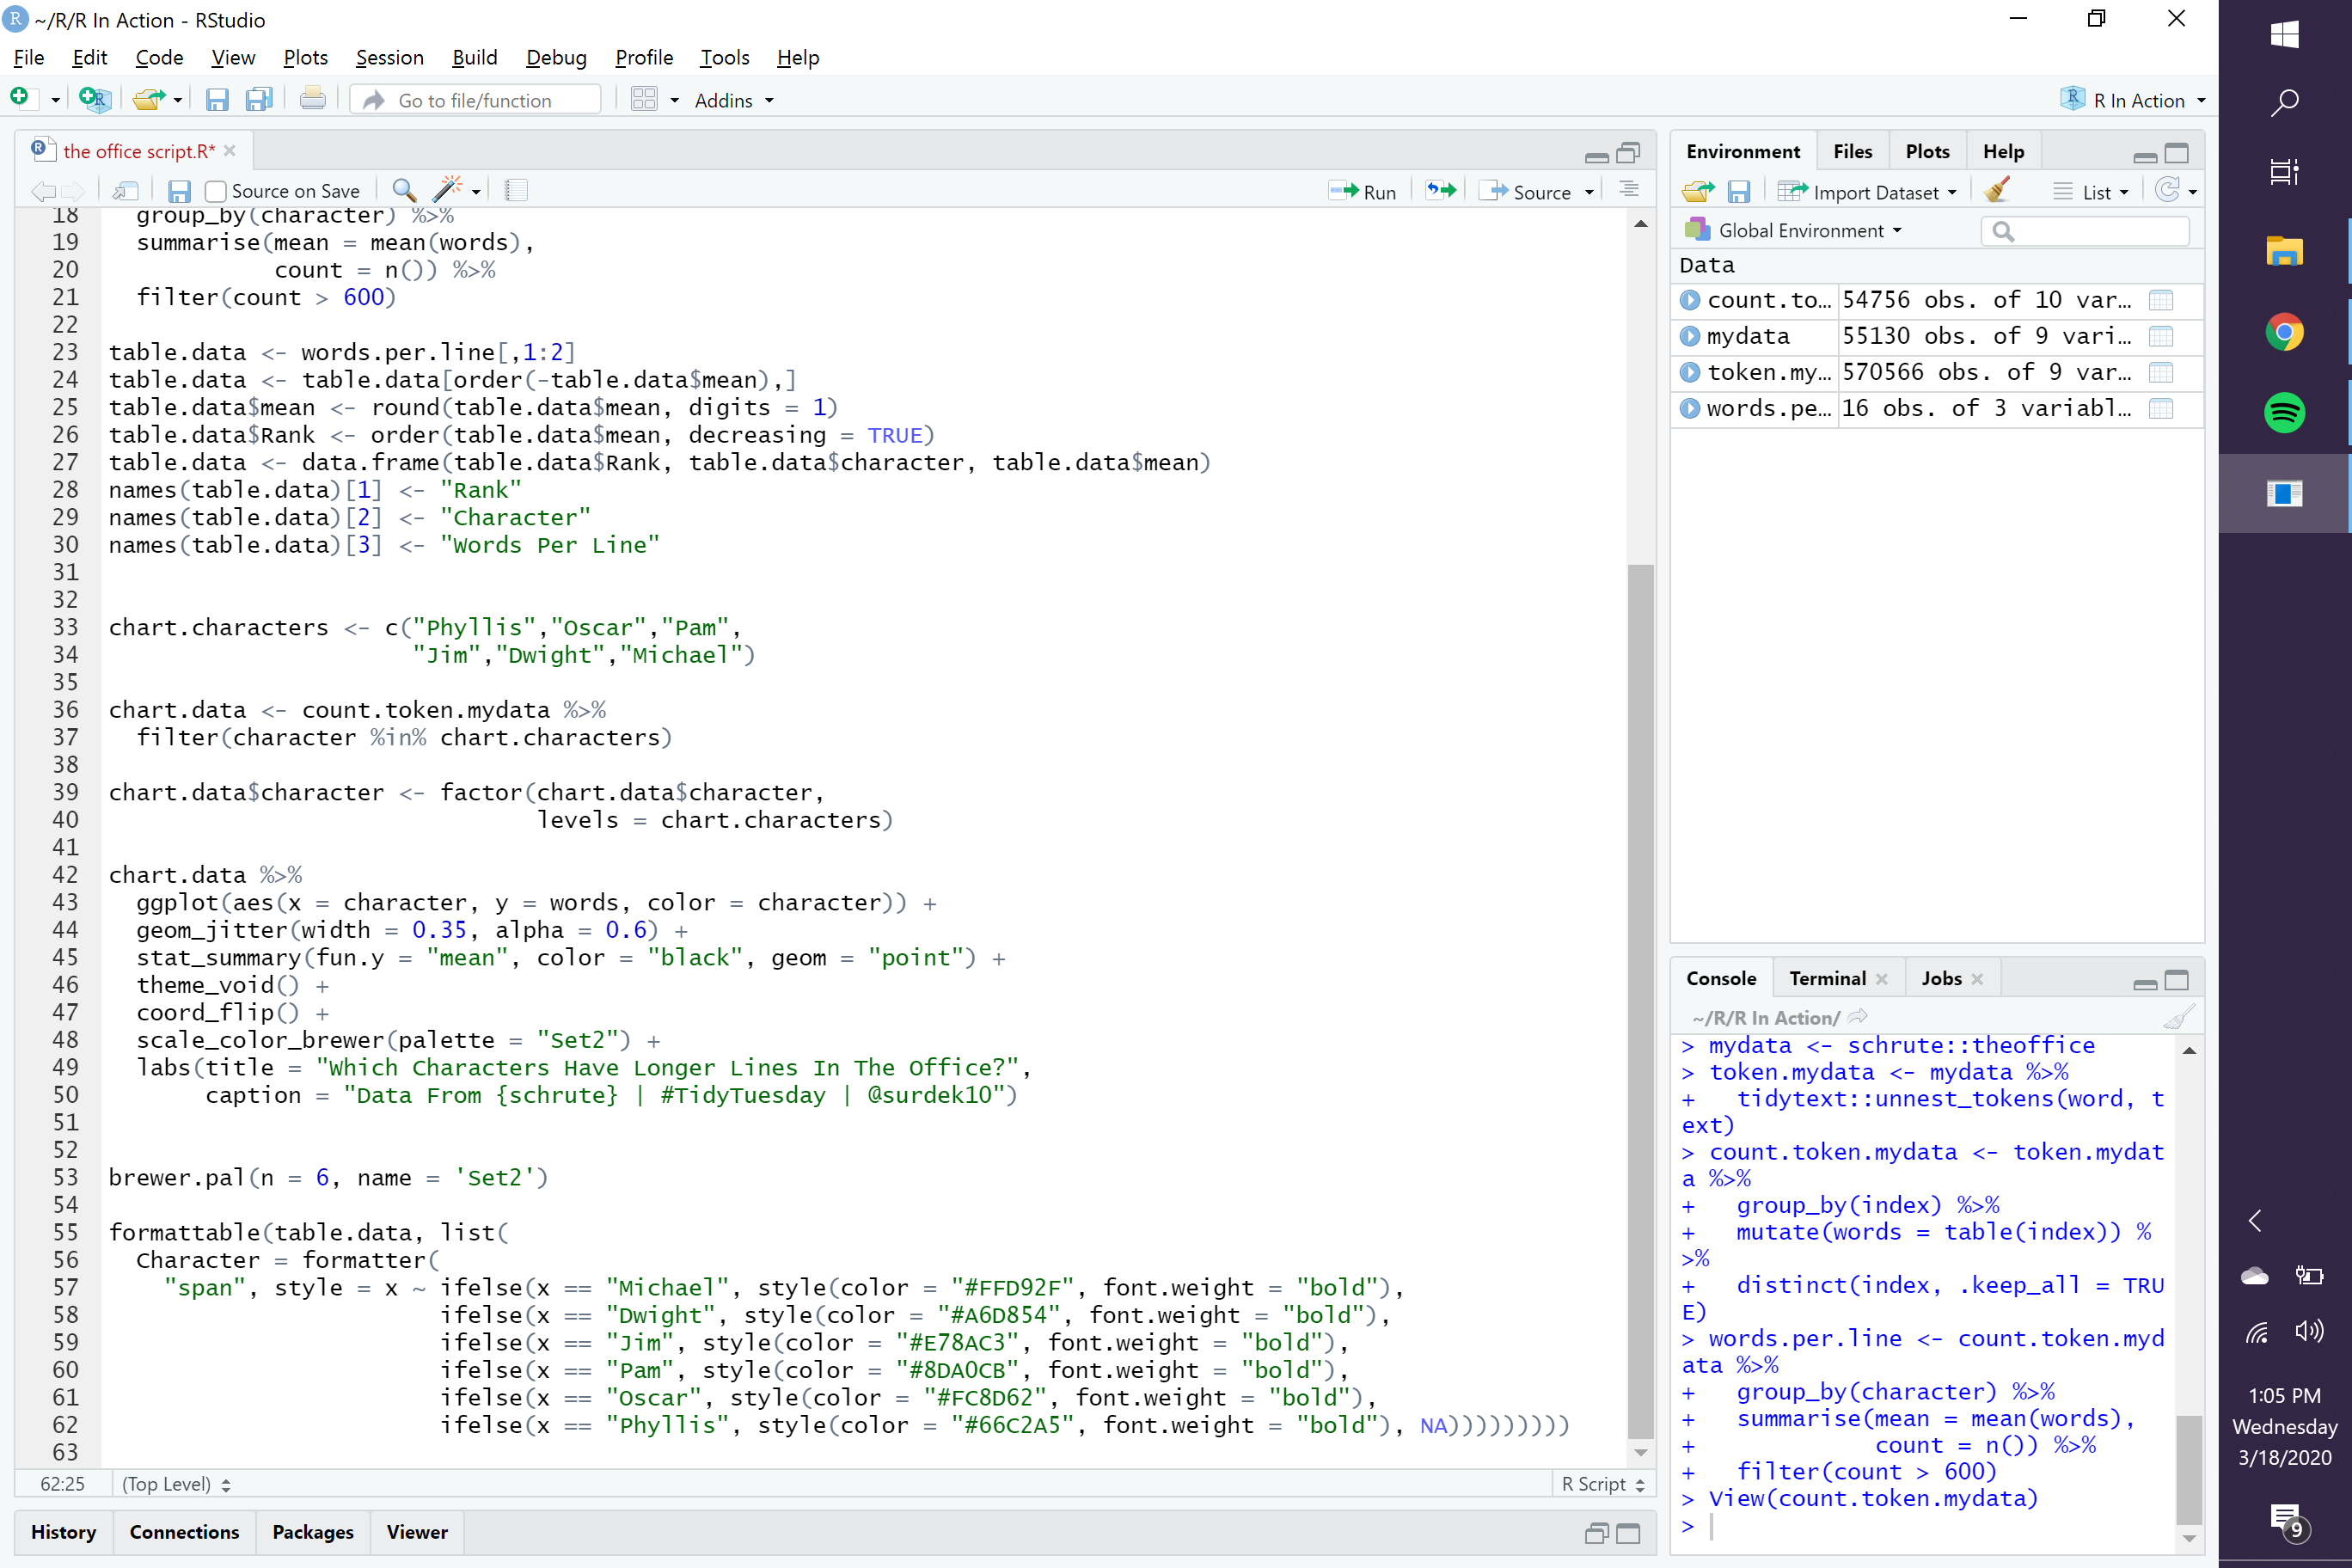 ~/R/R In Action - RStudio
File Edit Code View Plots Session Build Debug Profile Tools Help
Go to file/function
Addins
R In Action
the office script.R*
Source on Save
Run
Source
18   group_by(character) %>%
19   summarise(mean = mean(words),
20             count = n()) %>%
21   filter(count > 600)
22
23 table.data <- words.per.line[,1:2]
24 table.data <- table.data[order(-table.data$mean),]
25 table.data$mean <- round(table.data$mean, digits = 1)
26 table.data$Rank <- order(table.data$mean, decreasing = TRUE)
27 table.data <- data.frame(table.data$Rank, table.data$character, table.data$mean)
28 names(table.data)[1] <- "Rank"
29 names(table.data)[2] <- "Character"
30 names(table.data)[3] <- "Words Per Line"
31
32
33 chart.characters <- c("Phyllis","Oscar","Pam",
34                       "Jim","Dwight","Michael")
35
36 chart.data <- count.token.mydata %>%
37   filter(character %in% chart.characters)
38
39 chart.data$character <- factor(chart.data$character,
40                                levels = chart.characters)
41
42 chart.data %>%
43   ggplot(aes(x = character, y = words, color = character)) +
44   geom_jitter(width = 0.35, alpha = 0.6) +
45   stat_summary(fun.y = "mean", color = "black", geom = "point") +
46   theme_void() +
47   coord_flip() +
48   scale_color_brewer(palette = "Set2") +
49   labs(title = "Which Characters Have Longer Lines In The Office?",
50        caption = "Data From {schrute} | #TidyTuesday | @surdek10")
51
52
53 brewer.pal(n = 6, name = 'Set2')
54
55 formattable(table.data, list(
56   Character = formatter(
57     "span", style = x ~ ifelse(x == "Michael", style(color = "#FFD92F", font.weight = "bold"),
58                         ifelse(x == "Dwight", style(color = "#A6D854", font.weight = "bold"),
59                         ifelse(x == "Jim", style(color = "#E78AC3", font.weight = "bold"),
60                         ifelse(x == "Pam", style(color = "#8DA0CB", font.weight = "bold"),
61                         ifelse(x == "Oscar", style(color = "#FC8D62", font.weight = "bold"),
62                         ifelse(x == "Phyllis", style(color = "#66C2A5", font.weight = "bold"), NA)))))))))
63
62:25 (Top Level) R Script
History Connections Packages Viewer
Environment Files Plots Help
Import Dataset List
Global Environment
Data
count.to… 54756 obs. of 10 var…
mydata 55130 obs. of 9 vari…
token.my… 570566 obs. of 9 var…
words.pe… 16 obs. of 3 variabl…
Console Terminal Jobs
~/R/R In Action/
> mydata <- schrute::theoffice
> token.mydata <- mydata %>%
+   tidytext::unnest_tokens(word, t
ext)
> count.token.mydata <- token.mydat
a %>%
+   group_by(index) %>%
+   mutate(words = table(index)) %
>%
+   distinct(index, .keep_all = TRU
E)
> words.per.line <- count.token.myd
ata %>%
+   group_by(character) %>%
+   summarise(mean = mean(words),
+             count = n()) %>%
+   filter(count > 600)
> View(count.token.mydata)
>
1:05 PM
Wednesday
3/18/2020
9